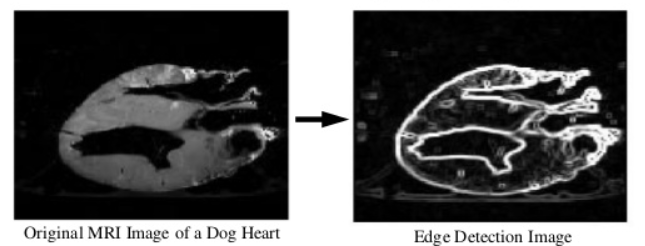 Original MRI Image of a Dog Heart
Edge Detection Image